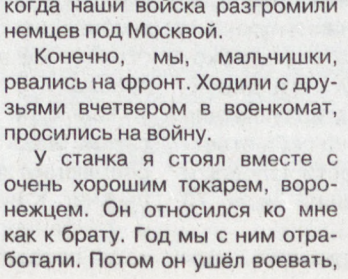 когда наши войска разгромили
немцев под Москвой.
Конечно, мы, мальчишки,
рвались на фронт. Ходили с дру-
зьями вчетвером в военкомат,
просились на войну.
У станка я стоял вместе с
очень хорошим токарем, воро-
нежцем. Он относился ко мне
как к брату. Год мы с ним отра-
ботали. Потом он ушёл воевать,